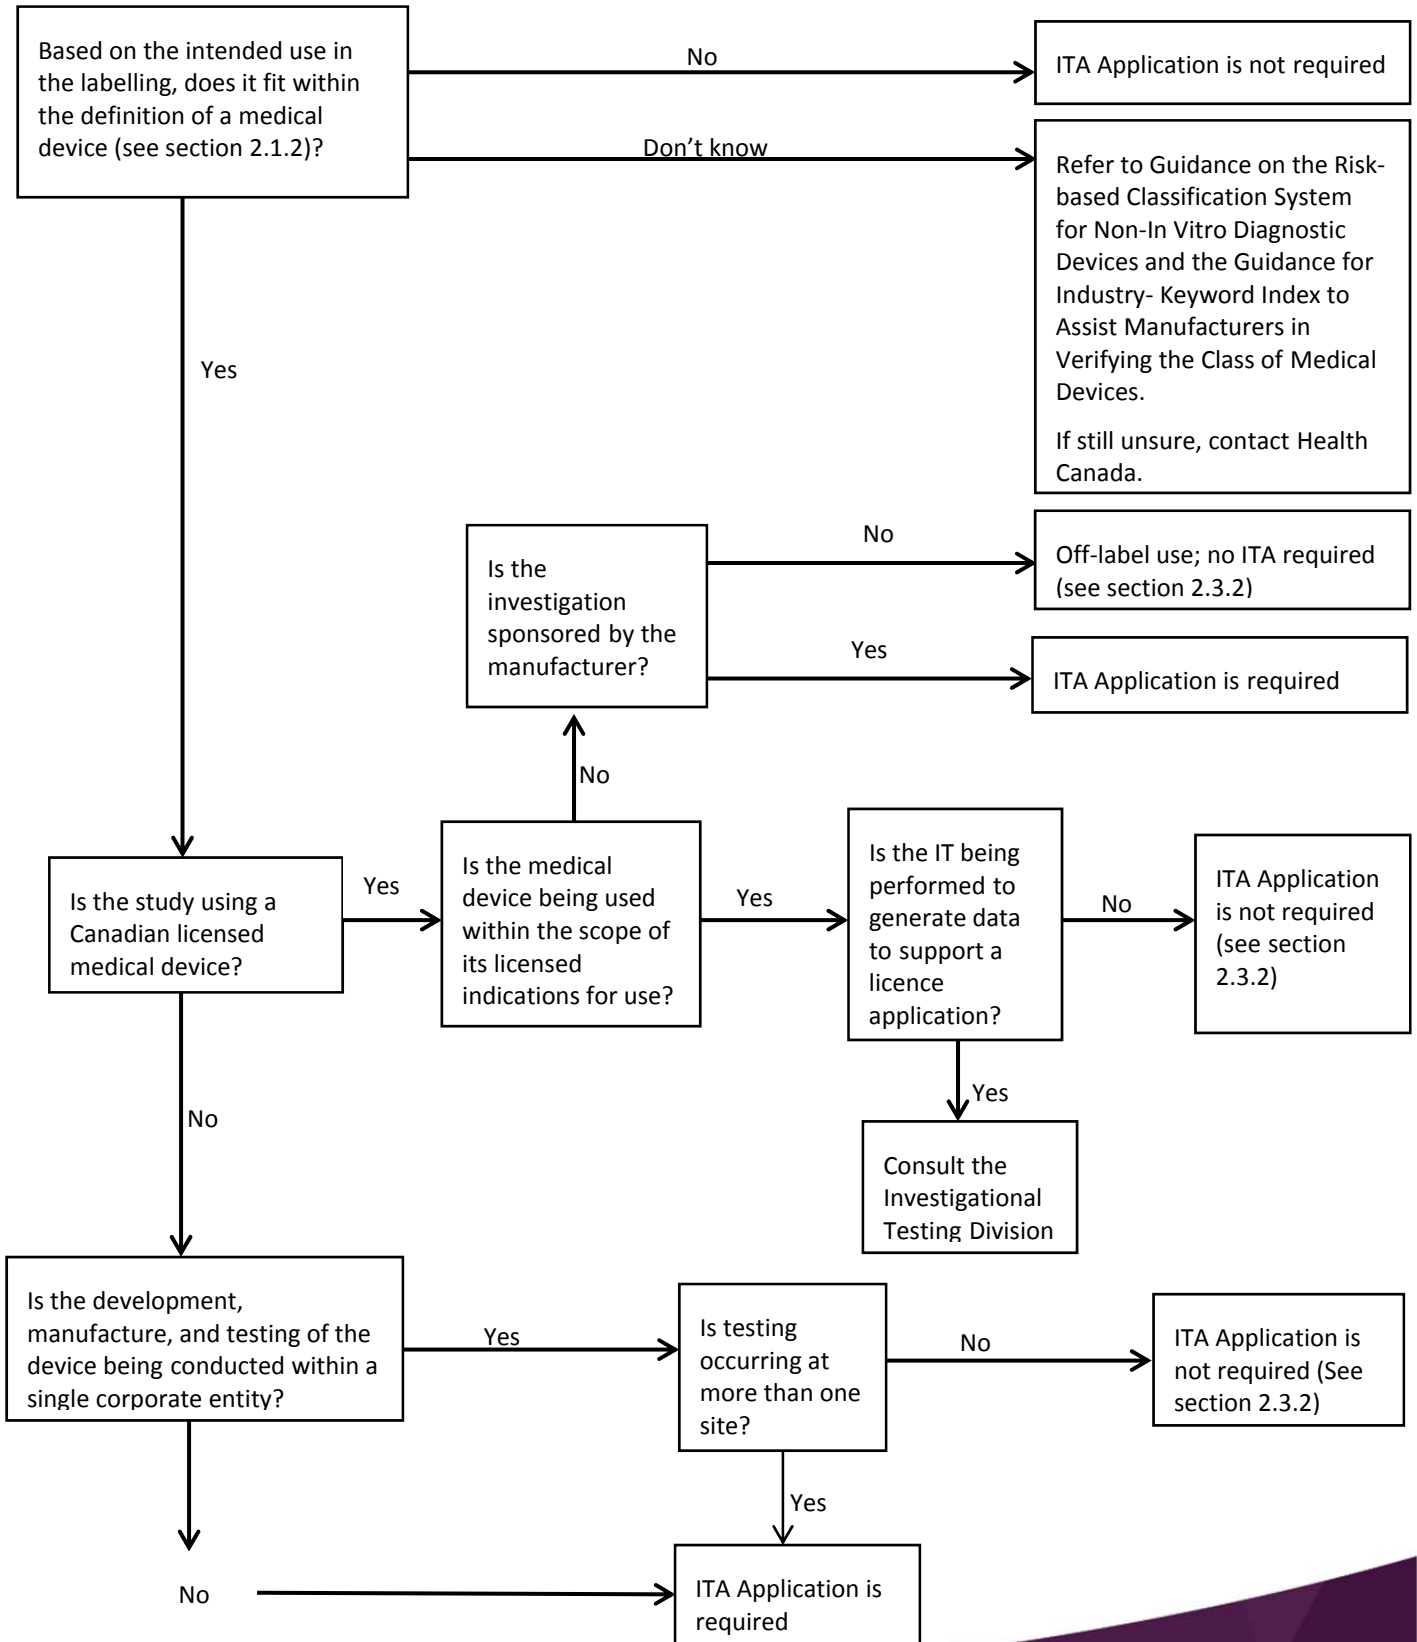 Based on the intended use in
the labelling, does it fit within
the definition of a medical
device (see section 2.1.2)?
No
ITA Application is not required
Don't know
Refer to Guidance on the Risk-
based Classification System
for Non-In Vitro Diagnostic
Devices and the Guidance for
Industry- Keyword Index to
Assist Manufacturers in
Verifying the Class of Medical
Devices.
If still unsure, contact Health
Canada.
Yes
Is the
investigation
sponsored by the
manufacturer?
No
Off-label use; no ITA required
(see section 2.3.2)
Yes
ITA Application is required
No
Is the study using a
Canadian licensed
medical device?
Yes
Is the medical
device being used
within the scope of
its licensed
indications for use?
Yes
Is the IT being
performed to
generate data
to support a
licence
application?
No
ITA Application
is not required
(see section
2.3.2)
Yes
Consult the
Investigational
Testing Division
No
Is the development,
manufacture, and testing of the
device being conducted within a
single corporate entity?
Yes
Is testing
occurring at
more than one
site?
No
ITA Application is
not required (See
section 2.3.2)
Yes
No
ITA Application is
required